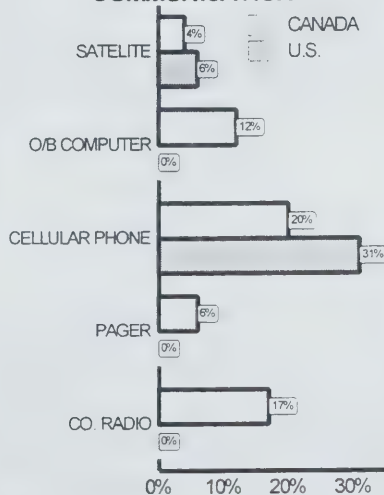 CANADA
4%
SATELITE
U.S.
6%
12%
O/B COMPUTER
0%
20%
CELLULAR PHONE
31%
6%
PAGER
0%
17%
CO. RADIO
0%
0% 10% 20% 30%